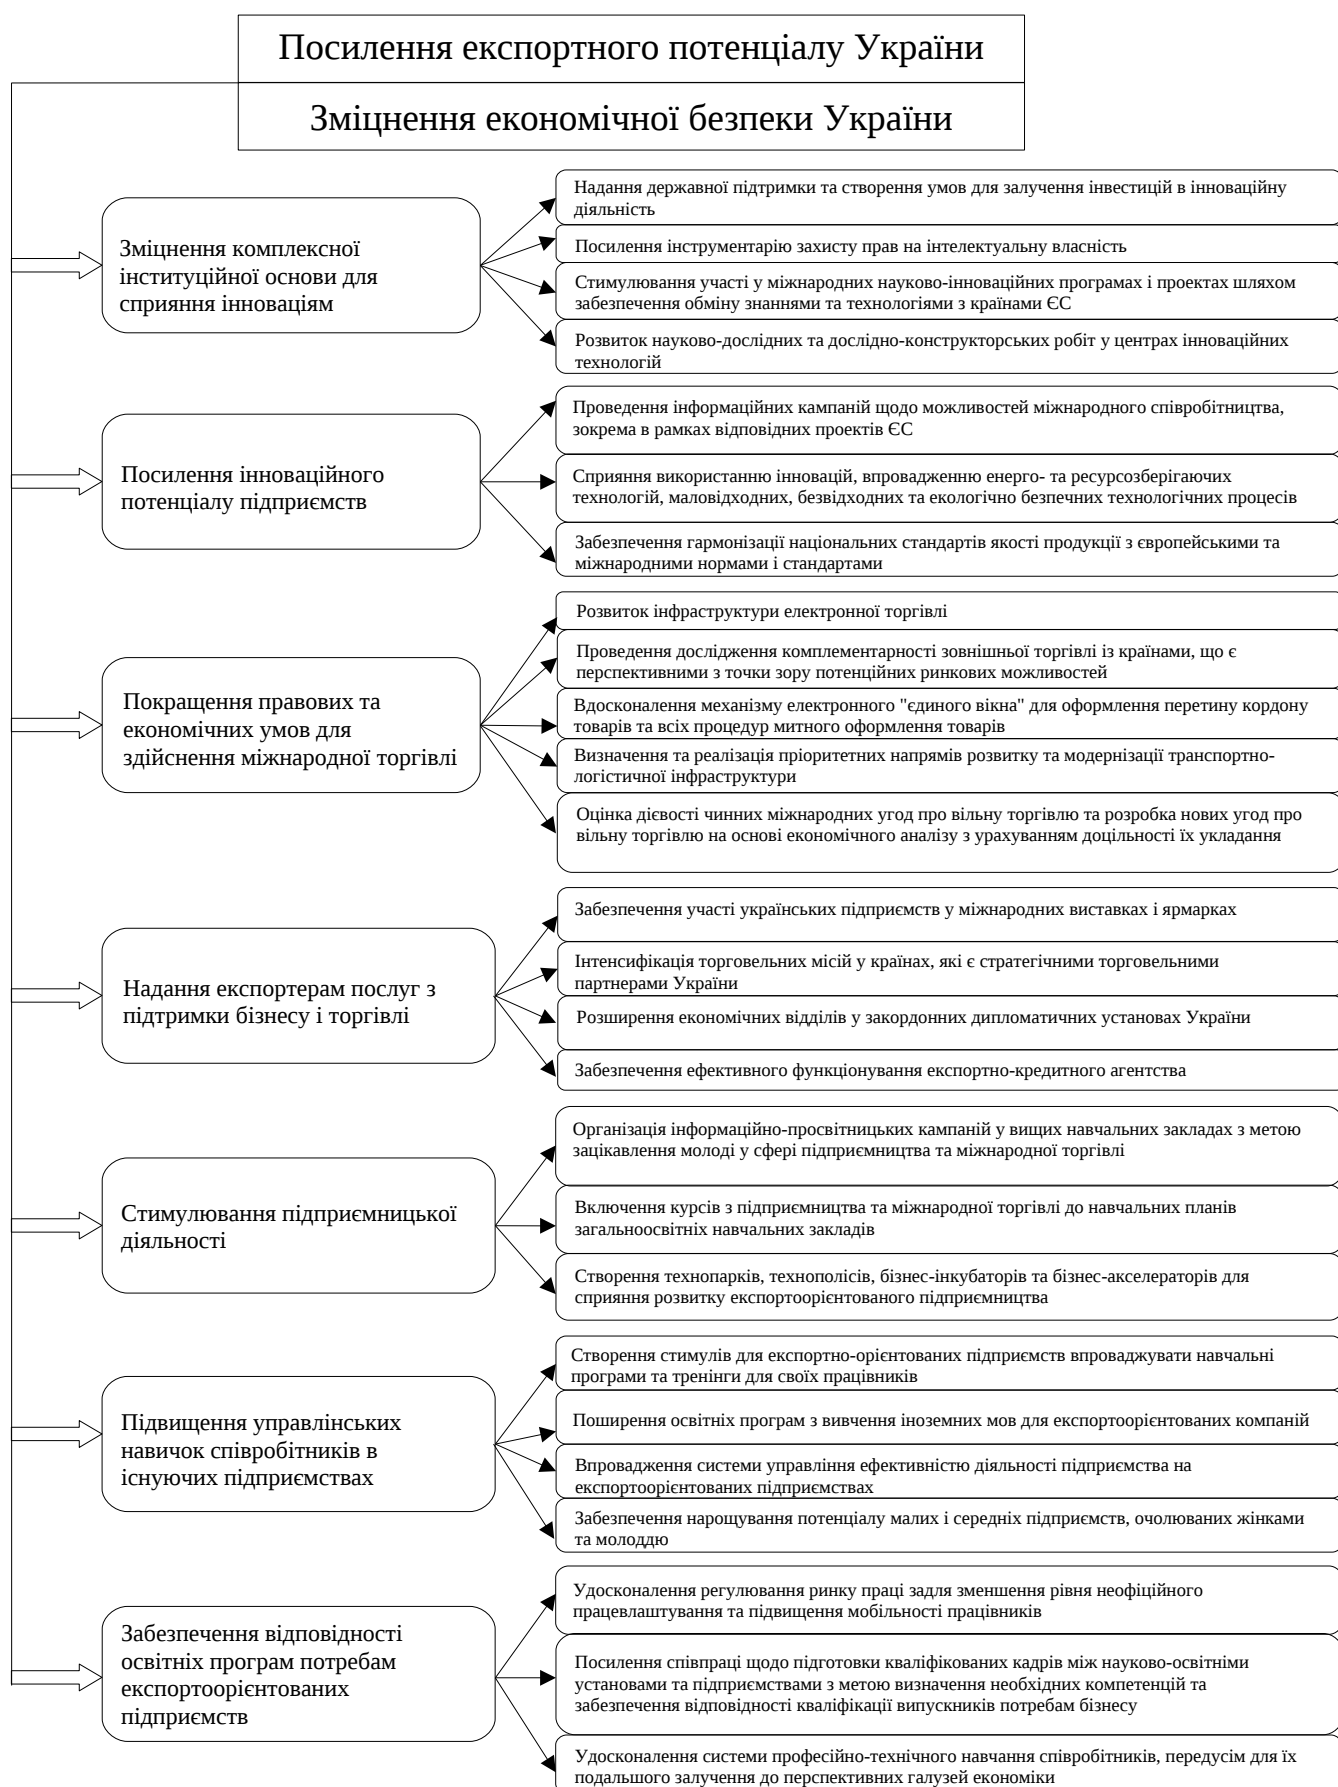 Посилення експортного потенціалу України
Зміцнення економічної безпеки України
Зміцнення комплексної
інституційної основи для
сприяння інноваціям
Надання державної підтримки та створення умов для залучення інвестицій в інноваційну
діяльність
Посилення інструментарію захисту прав на інтелектуальну власність
Стимулювання участі у міжнародних науково-інноваційних програмах і проектах шляхом
забезпечення обміну знаннями та технологіями з країнами ЄС
Розвиток науково-дослідних та дослідно-конструкторських робіт у центрах інноваційних
технологій
Посилення інноваційного
потенціалу підприємств
Проведення інформаційних кампаній щодо можливостей міжнародного співробітництва,
зокрема в рамках відповідних проектів ЄС
Сприяння використанню інновацій, впровадженню енерго- та ресурсозберігаючих
технологій, маловідходних, безвідходних та екологічно безпечних технологічних процесів
Забезпечення гармонізації національних стандартів якості продукції з європейськими та
міжнародними нормами і стандартами
Покращення правових та
економічних умов для
здійснення міжнародної торгівлі
Розвиток інфраструктури електронної торгівлі
Проведення дослідження комплементарності зовнішньої торгівлі із країнами, що є
перспективними з точки зору потенційних ринкових можливостей
Вдосконалення механізму електронного "єдиного вікна" для оформлення перетину кордону
товарів та всіх процедур митного оформлення товарів
Визначення та реалізація пріоритетних напрямів розвитку та модернізації транспортно-
логістичної інфраструктури
Оцінка дієвості чинних міжнародних угод про вільну торгівлю та розробка нових угод про
вільну торгівлю на основі економічного аналізу з урахуванням доцільності їх укладання
Надання експортерам послуг з
підтримки бізнесу і торгівлі
Забезпечення участі українських підприємств у міжнародних виставках і ярмарках
Інтенсифікація торговельних місій у країнах, які є стратегічними торговельними
партнерами України
Розширення економічних відділів у закордонних дипломатичних установах України
Забезпечення ефективного функціонування експортно-кредитного агентства
Стимулювання підприємницької
діяльності
Організація інформаційно-просвітницьких кампаній у вищих навчальних закладах з метою
зацікавлення молоді у сфері підприємництва та міжнародної торгівлі
Включення курсів з підприємництва та міжнародної торгівлі до навчальних планів
загальноосвітніх навчальних закладів
Створення технопарків, технополісів, бізнес-інкубаторів та бізнес-акселераторів для
сприяння розвитку експортоорієнтованого підприємництва
Підвищення управлінських
навичок співробітників в
існуючих підприємствах
Створення стимулів для експортно-орієнтованих підприємств впроваджувати навчальні
програми та тренінги для своїх працівників
Поширення освітніх програм з вивчення іноземних мов для експортоорієнтованих компаній
Впровадження системи управління ефективністю діяльності підприємства на
експортоорієнтованих підприємствах
Забезпечення нарощування потенціалу малих і середніх підприємств, очолюваних жінками
та молоддю
Забезпечення відповідності
освітніх програм потребам
експортоорієнтованих
підприємств
Удосконалення регулювання ринку праці задля зменшення рівня неофіційного
працевлаштування та підвищення мобільності працівників
Посилення співпраці щодо підготовки кваліфікованих кадрів між науково-освітніми
установами та підприємствами з метою визначення необхідних компетенцій та
забезпечення відповідності кваліфікації випускників потребам бізнесу
Удосконалення системи професійно-технічного навчання співробітників, передусім для їх
подальшого залучення до перспективних галузей економіки